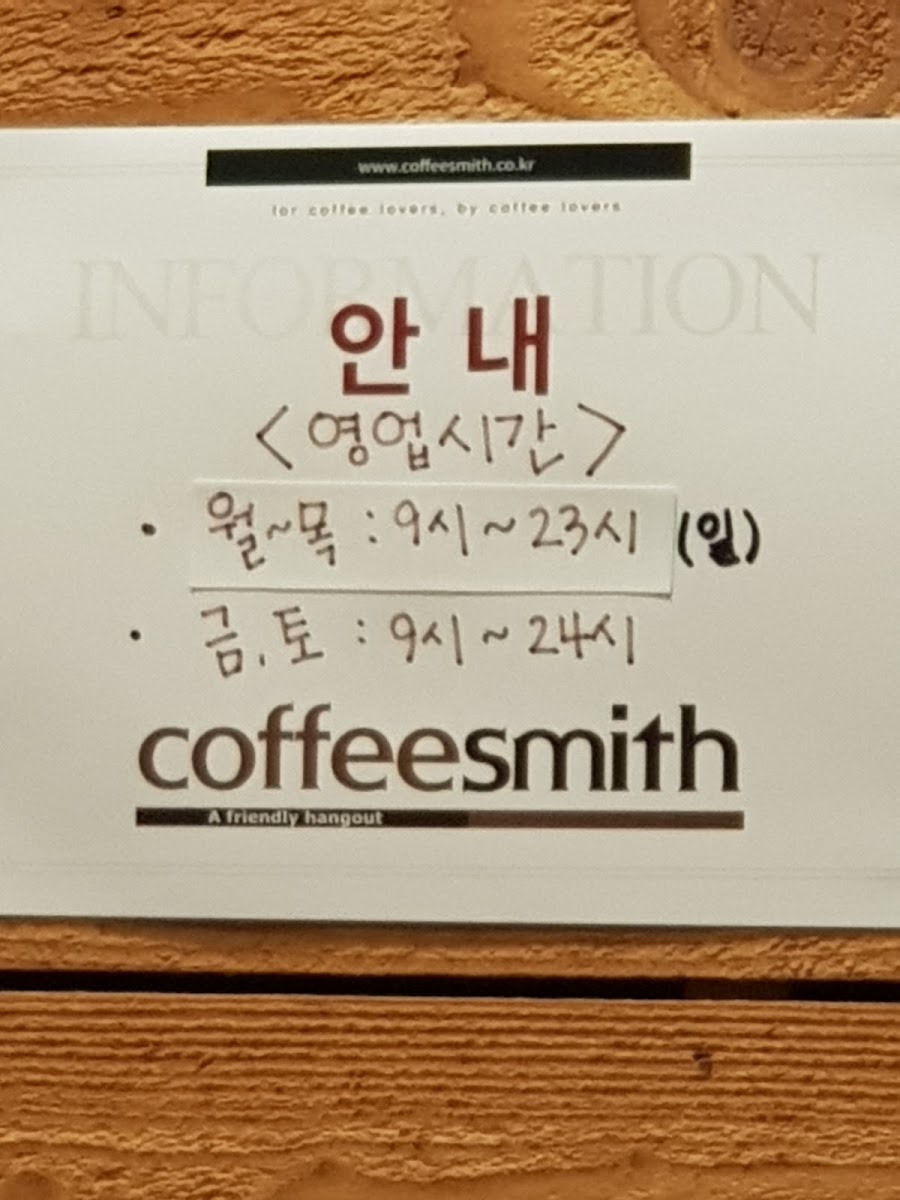 www.coffeesmith.co.kr
for coffee lovers, by coffee lovers
INFORMATION
안 내
<영업시간>
• 월~목 : 9시~23시 (일)
• 금, 토 : 9시~24시
coffeesmith
A friendly hangout